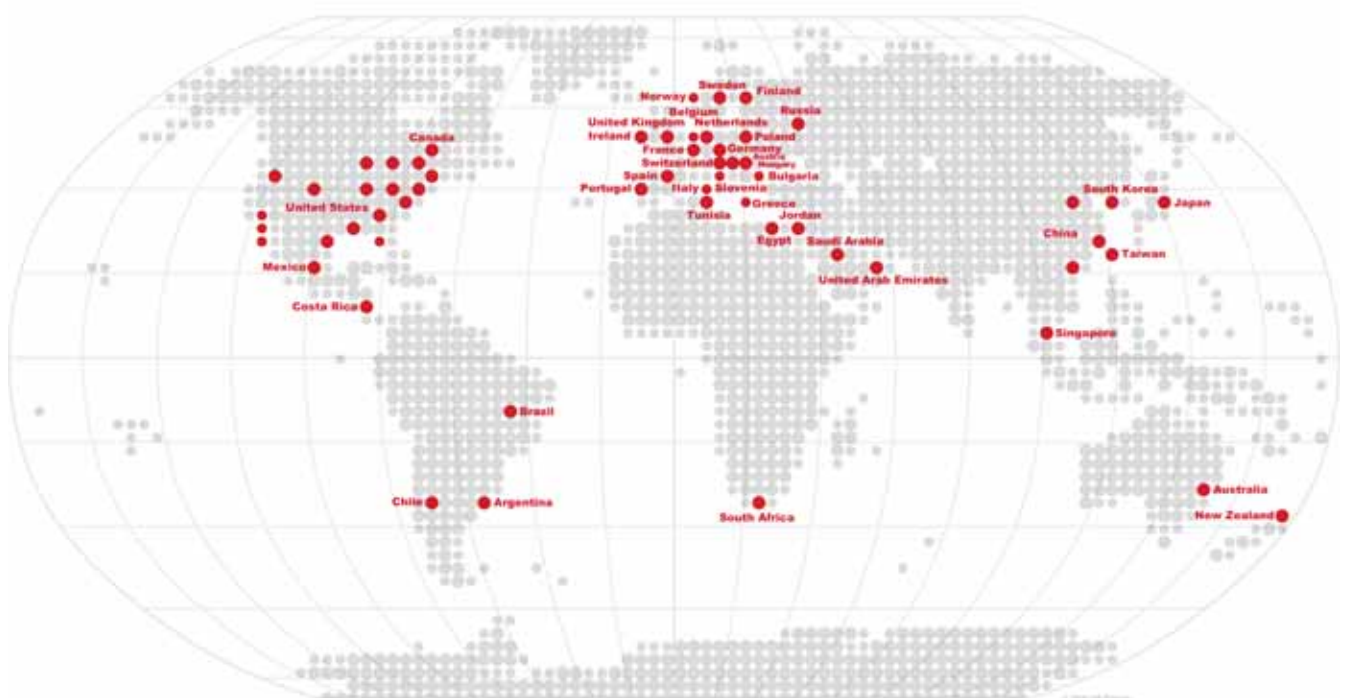 Sweden
Norway
Finland
Belgium
Russia
United Kingdom
Netherlands
Canada
Ireland
Poland
France
Germany
Switzerland
Austria
Hungary
Spain
Bulgaria
Portugal
Italy
Slovenia
South Korea
United States
Greece
Japan
Tunisia
Jordan
Egypt
Saudi Arabia
China
Taiwan
Mexico
United Arab Emirates
Costa Rica
Singapore
Brazil
Australia
Chile
Argentina
New Zealand
South Africa